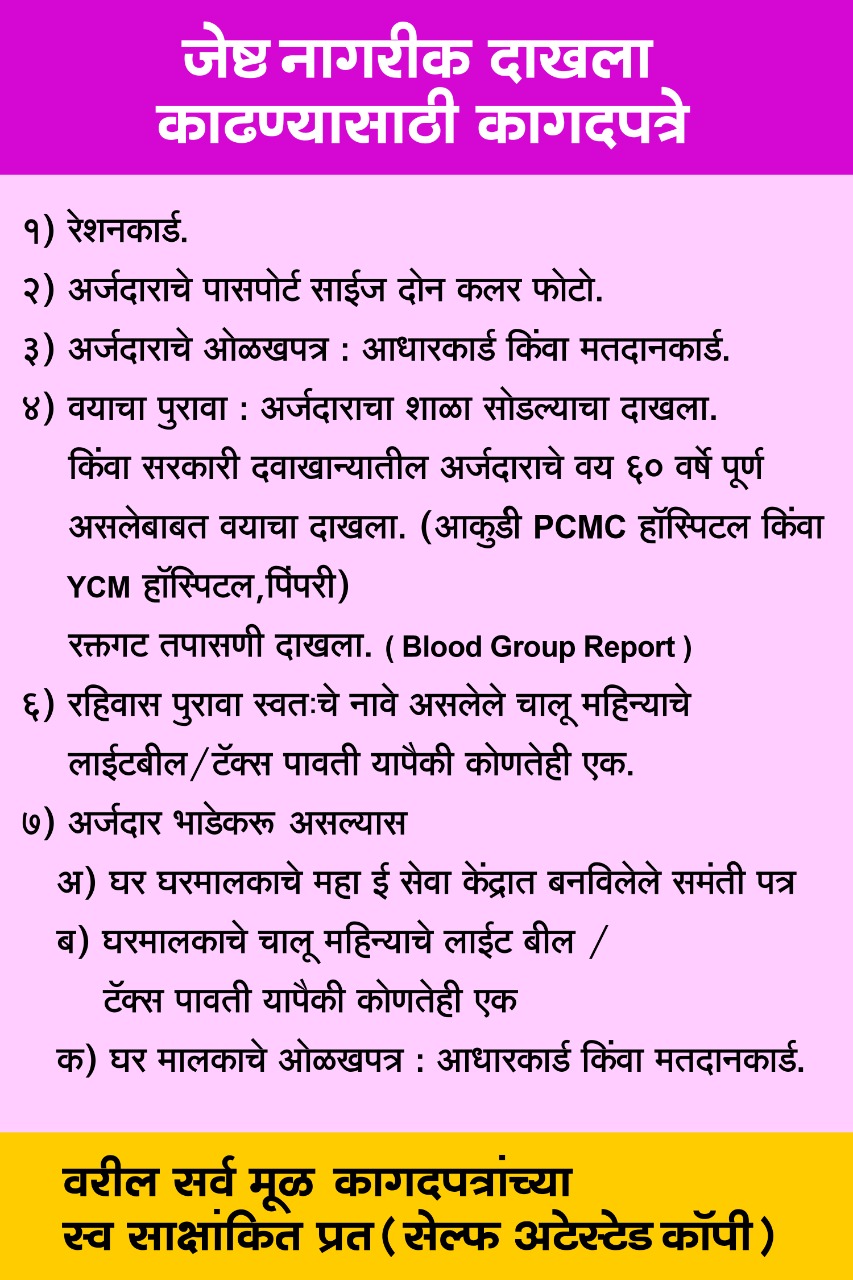 जेष्ट नागरीक दाखला
काढण्यासाठी कागदपत्रे
१) रेशनकार्ड.
२) अर्जदाराचे पासपोर्ट साईज दोन कलर फोटो.
३) अर्जदाराचे ओळखपत्र : आधारकार्ड किंवा मतदानकार्ड.
४) वयाचा पुरावा : अर्जदाराचा शाळा सोडल्याचा दाखला.
किंवा सरकारी दवाखान्यातील अर्जदाराचे वय ६० वर्षे पूर्ण
असलेबाबत वयाचा दाखला. (आकुडी PCMC हॉस्पिटल किंवा
YCM हॉस्पिटल,पिंपरी)
रक्तगट तपासणी दाखला. ( Blood Group Report )
६) रहिवास पुरावा स्वतःचे नावे असलेले चालू महिन्याचे
लाईटबील/टॅक्स पावती यापैकी कोणतेही एक.
७) अर्जदार भाडेकरू असल्यास
अ) घर घरमालकाचे महा ई सेवा केंद्रात बनविलेले समंती पत्र
ब) घरमालकाचे चालू महिन्याचे लाईट बील /
टॅक्स पावती यापैकी कोणतेही एक
क) घर मालकाचे ओळखपत्र : आधारकार्ड किंवा मतदानकार्ड.
वरील सर्व मूळ कागदपत्रांच्या
स्व साक्षांकित प्रत(सेल्फ अटेस्टेड कॉपी)